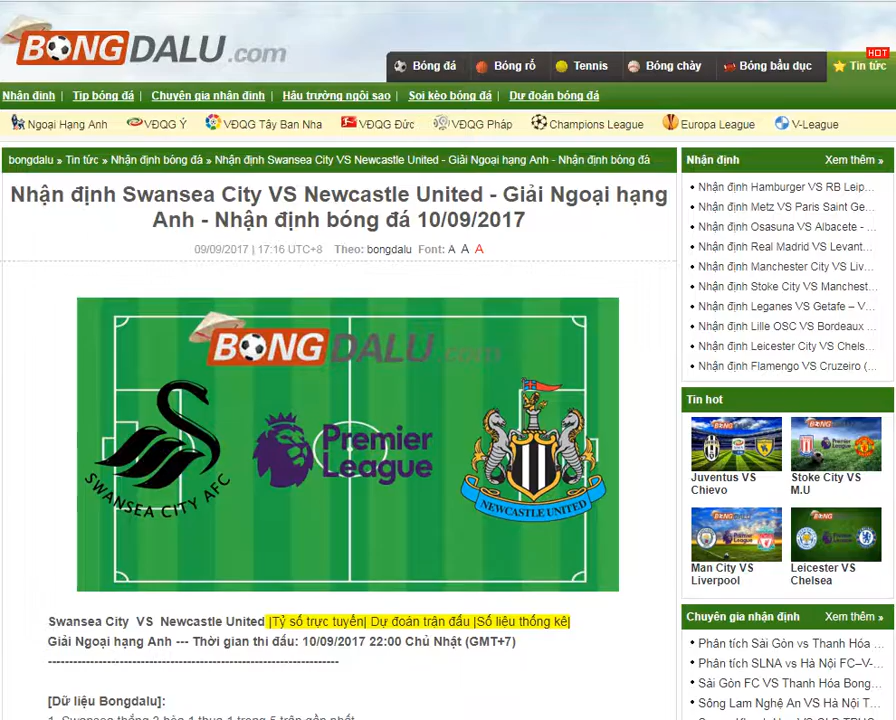 BONGDALU.com
HOT
Bóng đá
Bóng rổ
Tennis
Bóng chày
Bóng bầu dục
Tin tức
Nhận định | Tip bóng đá | Chuyên gia nhận định | Hậu trường ngôi sao | Soi kèo bóng đá | Dự đoán bóng đá
Ngoại Hạng Anh
VĐQG Ý
VĐQG Tây Ban Nha
VĐQG Đức
VĐQG Pháp
Champions League
Europa League
V-League
bongdalu » Tin tức » Nhận định bóng đá » Nhận định Swansea City VS Newcastle United - Giải Ngoại hạng Anh - Nhận định bóng đá
Nhận định Swansea City VS Newcastle United - Giải Ngoại hạng
Anh - Nhận định bóng đá 10/09/2017
09/09/2017 | 17:16 UTC+8 Theo: bongdalu Font: A A A
BONGDALU.com
SWANSEA CITY AFC
Premier
League
NEWCASTLE UNITED
Swansea City VS Newcastle United |Tỷ số trực tuyến| Dự đoán trận đấu |Số liệu thống kê|
Giải Ngoại hạng Anh --- Thời gian thi đấu: 10/09/2017 22:00 Chủ Nhật (GMT+7)
----------------------------------------------------------------------
[Dữ liệu Bongdalu]:
Nhận định Xem thêm »
Nhận định Hamburger VS RB Leip...
Nhận định Metz VS Paris Saint Ge...
Nhận định Osasuna VS Albacete - ...
Nhận định Real Madrid VS Levant...
Nhận định Manchester City VS Liv...
Nhận định Stoke City VS Manchest...
Nhận định Leganes VS Getafe – V...
Nhận định Lille OSC VS Bordeaux ...
Nhận định Leicester City VS Chels...
Nhận định Flamengo VS Cruzeiro (...
Tin hot
Juventus VS
Chievo
Stoke City VS
M.U
Man City VS
Liverpool
Leicester VS
Chelsea
Chuyên gia nhận định Xem thêm »
Phân tích Sài Gòn vs Thanh Hóa ...
Phân tích SLNA vs Hà Nội FC–V-...
Sài Gòn FC VS Thanh Hóa Bong...
Sông Lam Nghệ An VS Hà Nội T...